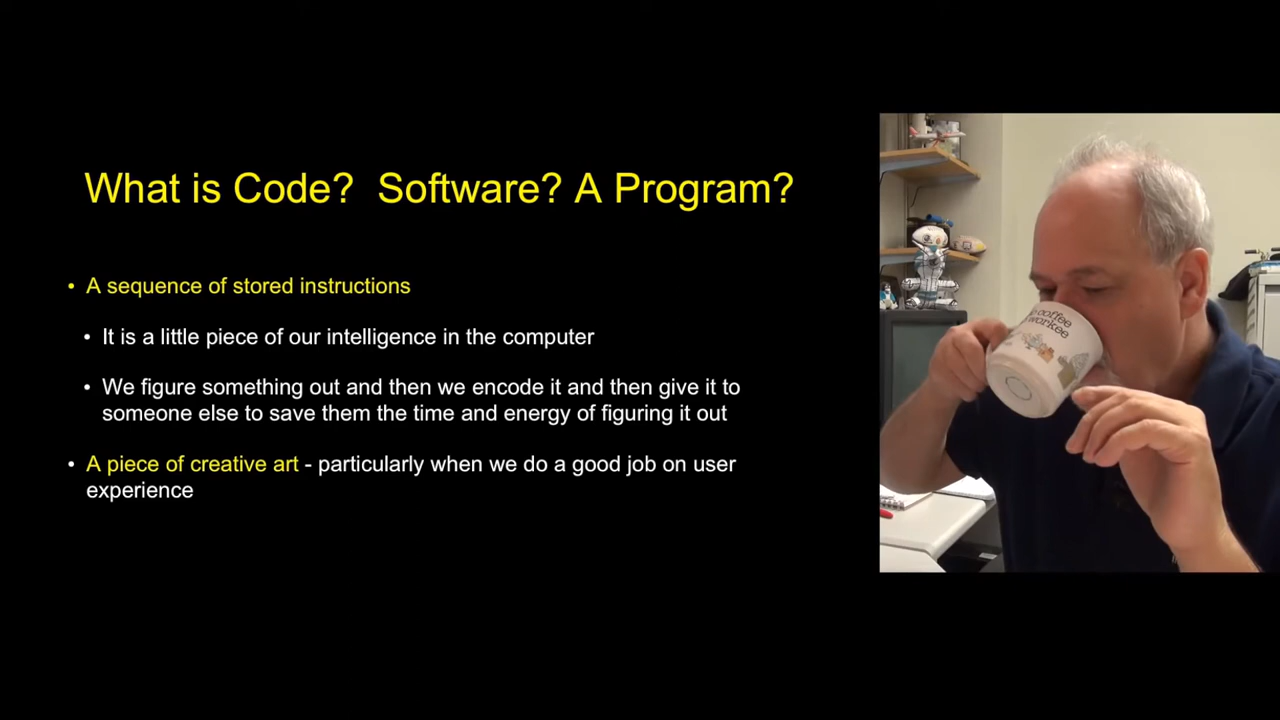 What is Code? Software? A Program?
• A sequence of stored instructions
• It is a little piece of our intelligence in the computer
• We figure something out and then we encode it and then give it to
someone else to save them the time and energy of figuring it out
• A piece of creative art - particularly when we do a good job on user
experience
coffee
workee